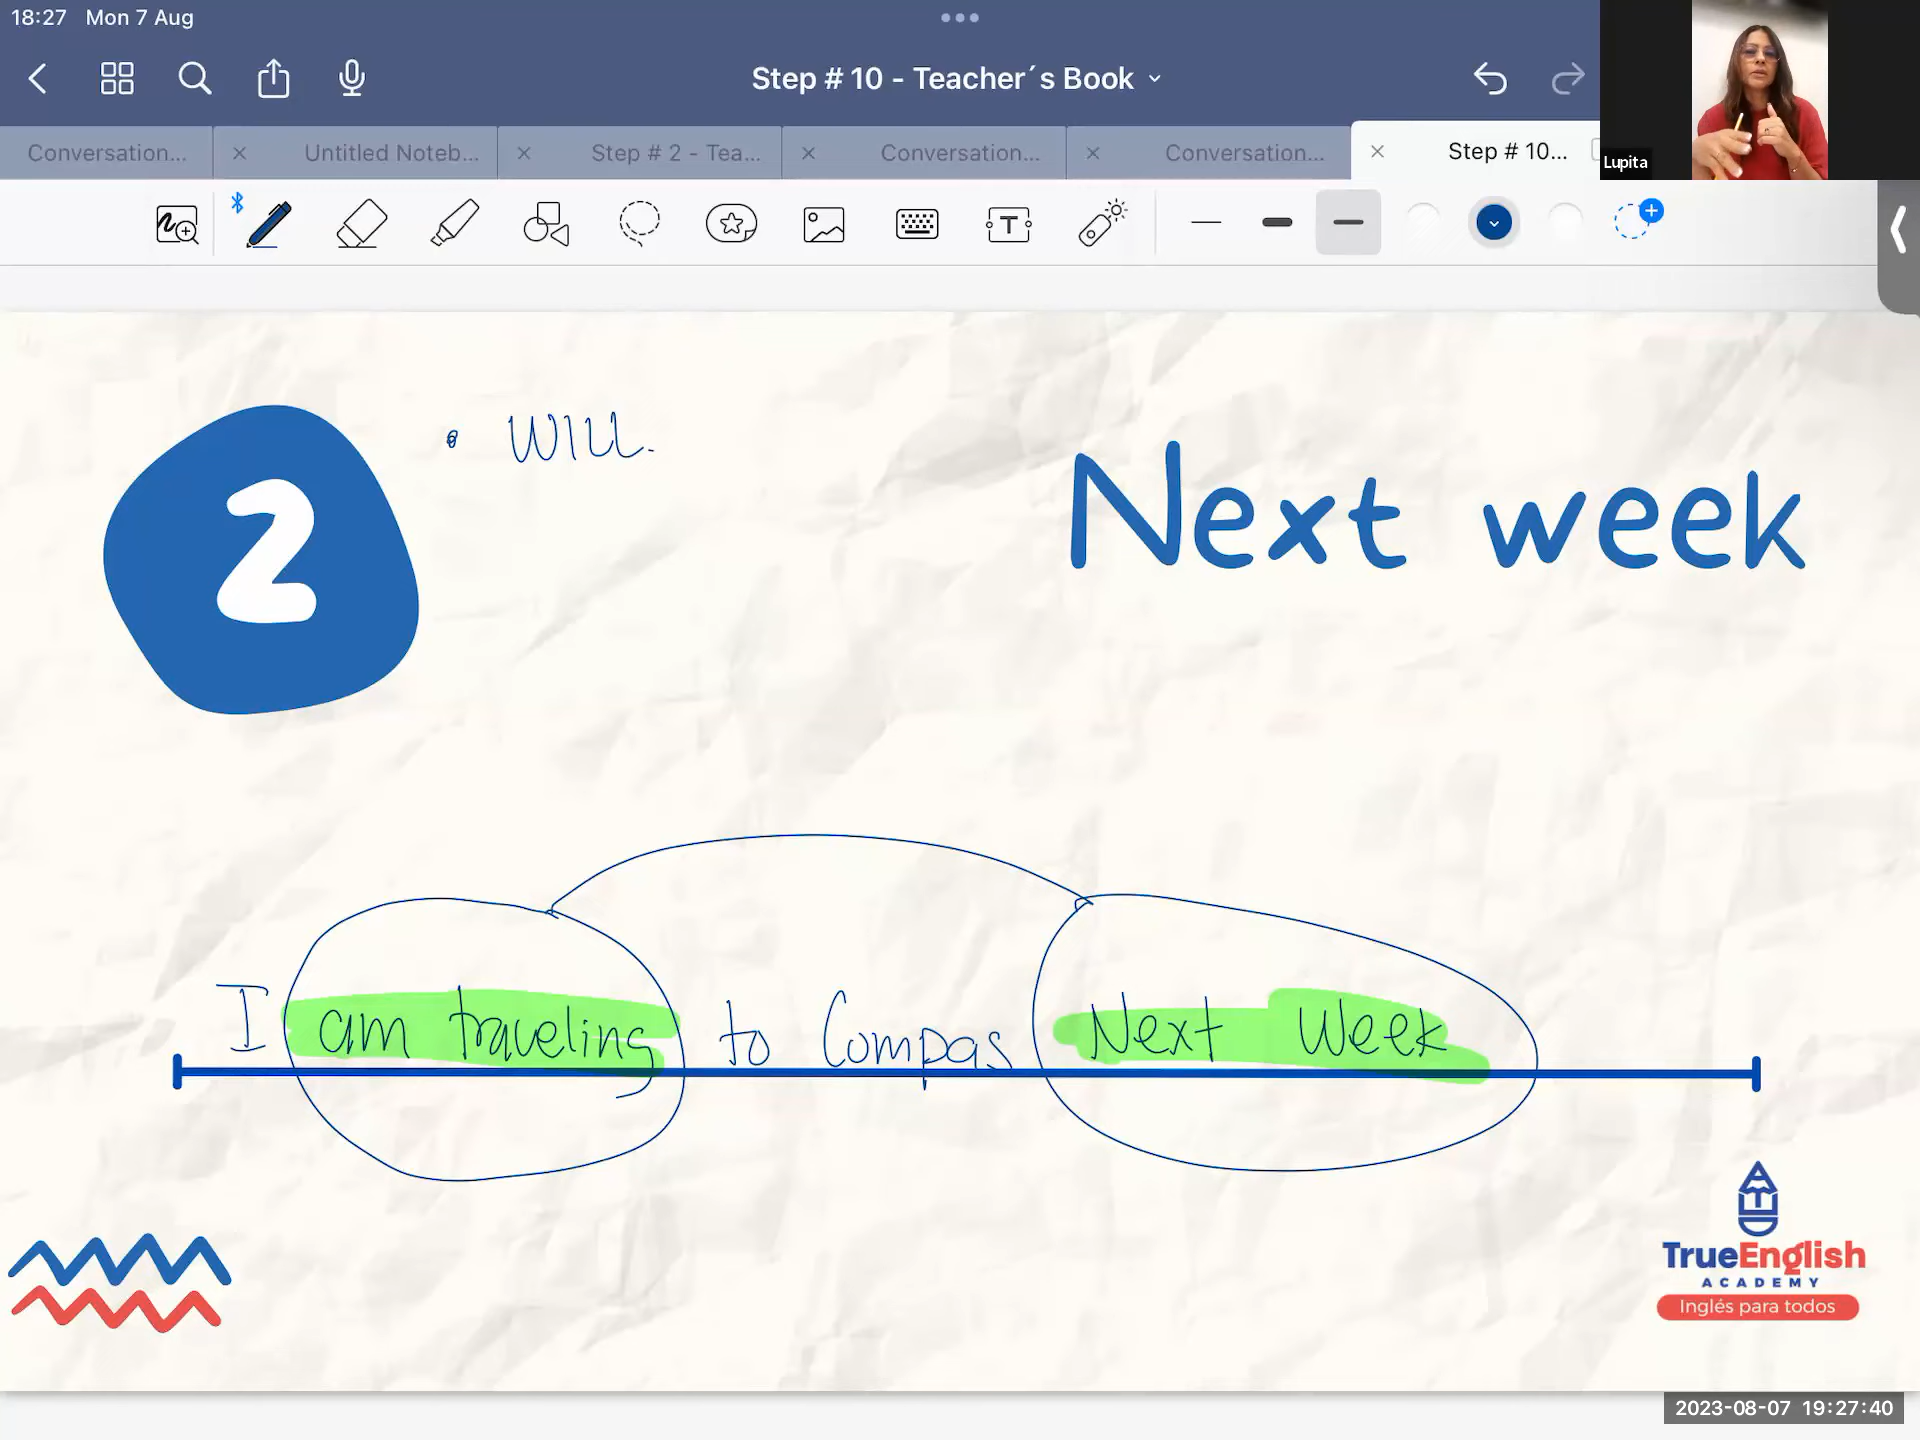 18:27 Mon 7 Aug
Step # 10 - Teacher´s Book
Conversation...
Untitled Noteb...
Step # 2 - Tea...
Conversation...
Conversation...
Step # 10...
Lupita
T
2
• WILL.
Next week
I am traveling to Compas Next Week
TrueEnglish
ACADEMY
Inglés para todos
2023-08-07 19:27:40